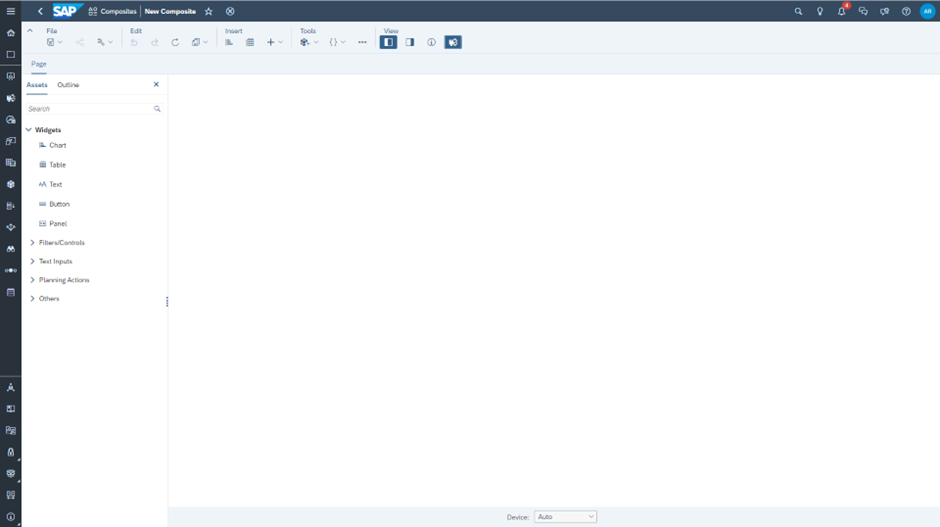 SAP Composites New Composite 4 AR
File Edit Insert Tools View
Page
Assets Outline
Search
Widgets
Chart
Table
Text
Button
Panel
Filters/Controls
Text Inputs
Planning Actions
Others
Device: Auto